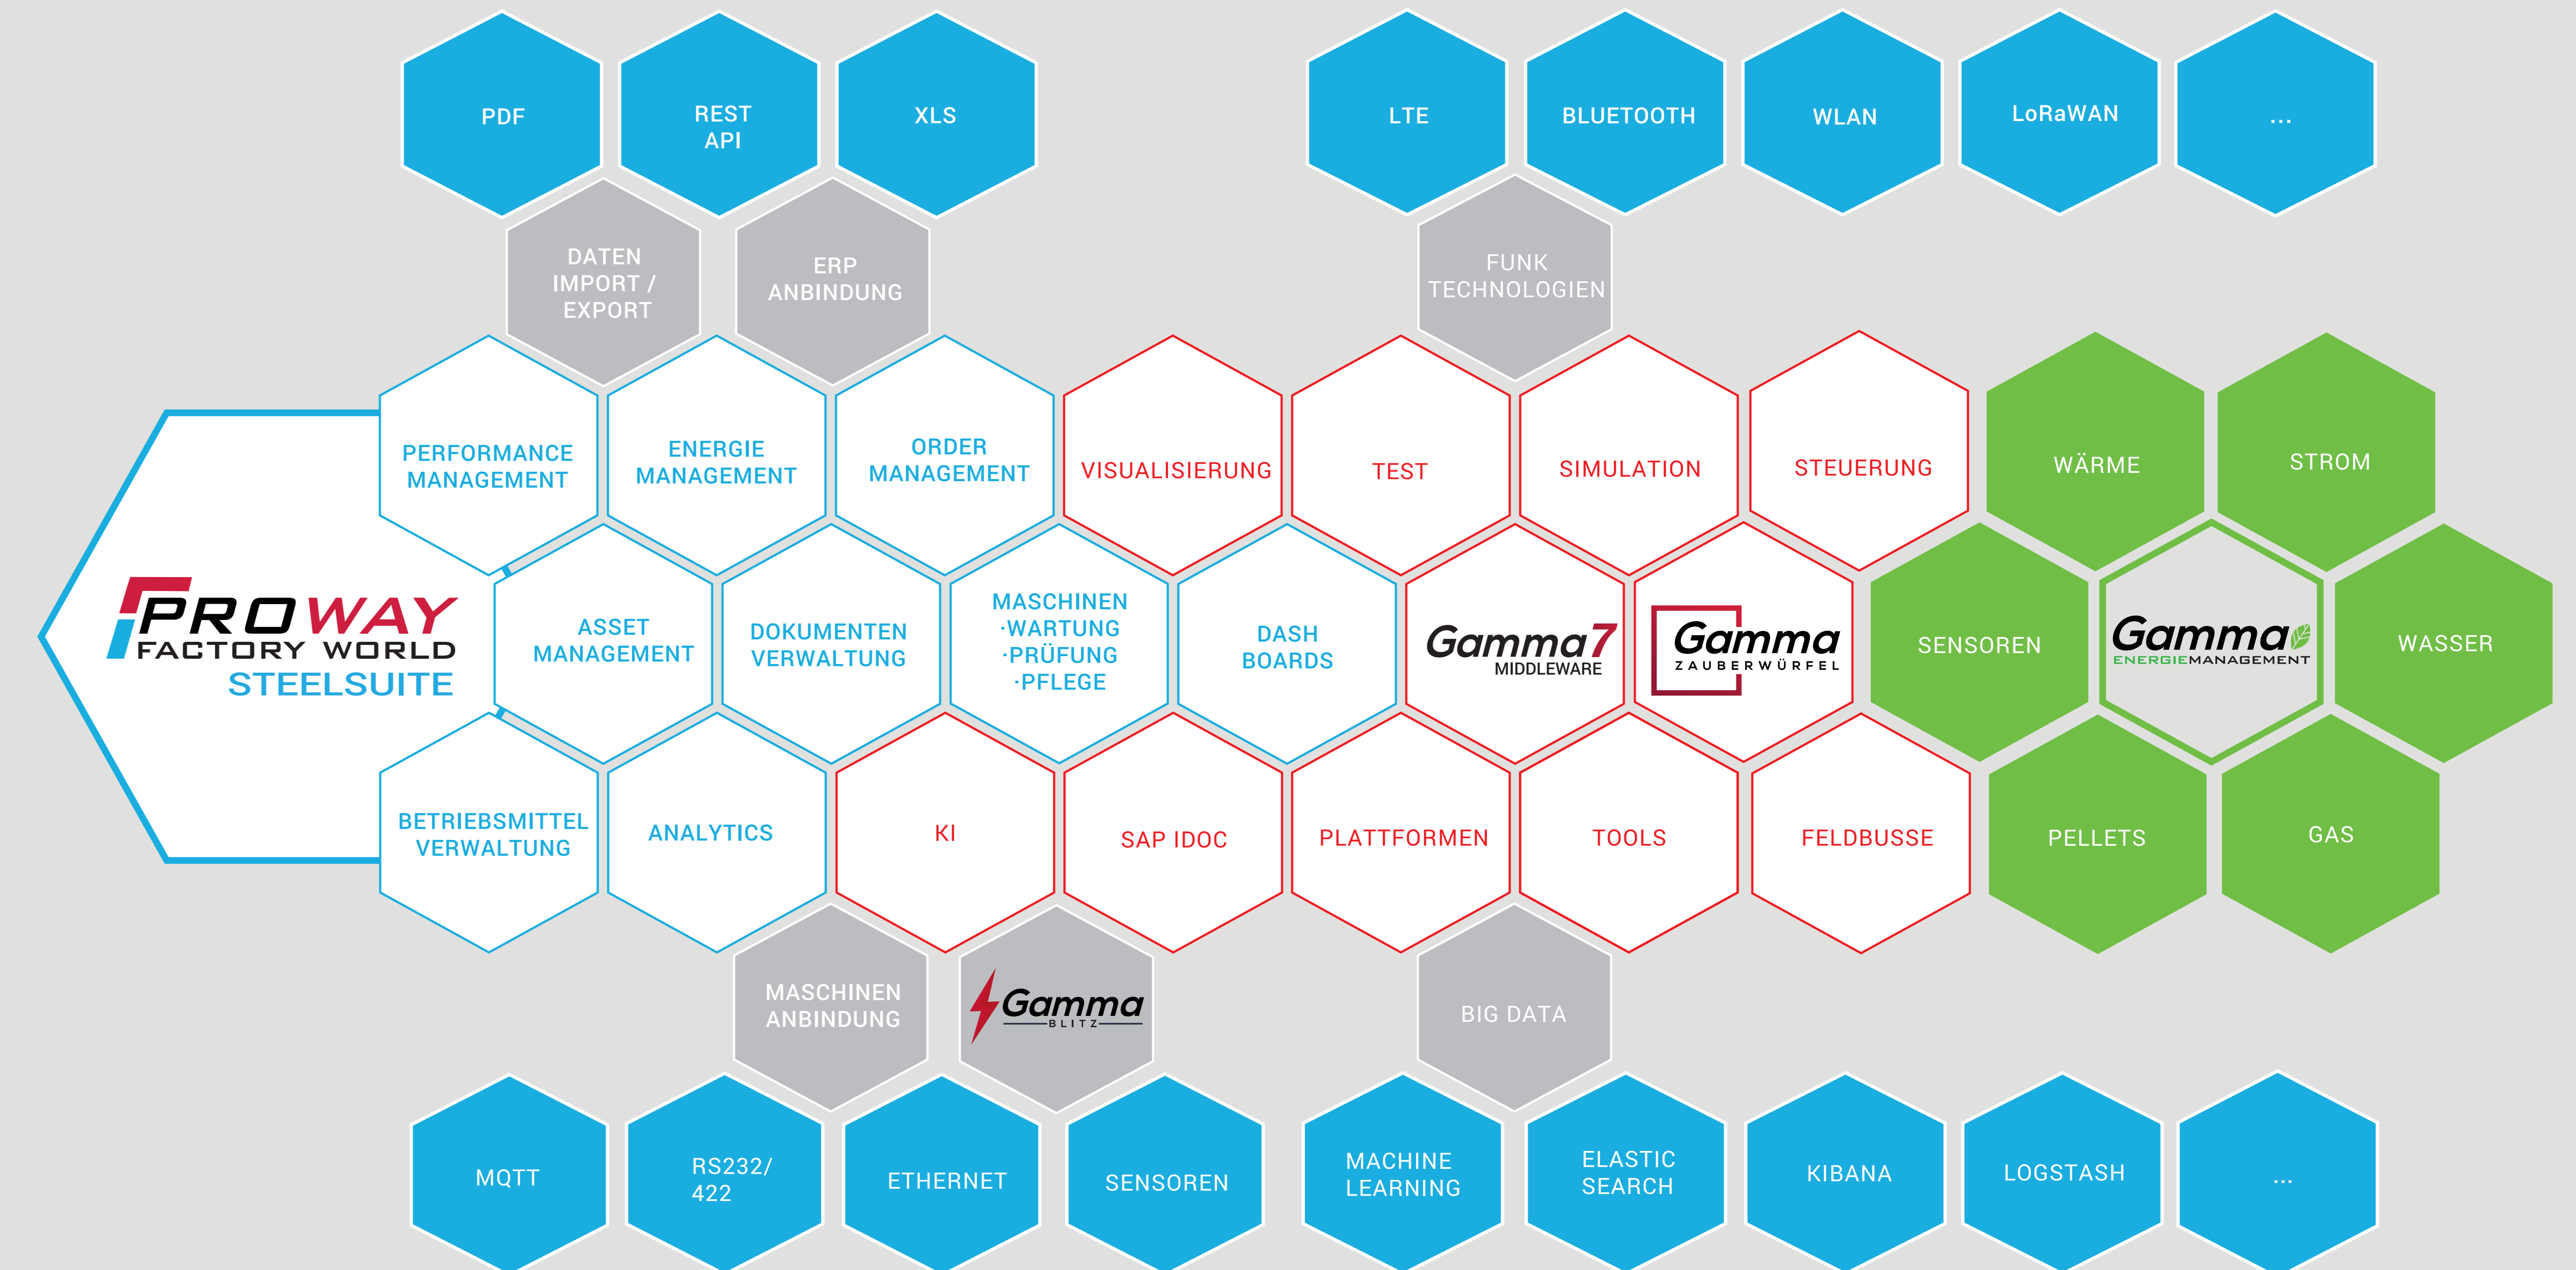 PDF
REST
API
XLS
LTE
BLUETOOTH
WLAN
LoRaWAN
...
DATEN
IMPORT /
EXPORT
ERP
ANBINDUNG
FUNK
TECHNOLOGIEN
PERFORMANCE
MANAGEMENT
ENERGIE
MANAGEMENT
ORDER
MANAGEMENT
VISUALISIERUNG
TEST
SIMULATION
STEUERUNG
WÄRME
STROM
PROWAY
FACTORY WORLD
STEELSUITE
ASSET
MANAGEMENT
DOKUMENTEN
VERWALTUNG
MASCHINEN
·WARTUNG
·PRÜFUNG
·PFLEGE
DASH
BOARDS
Gamma7
MIDDLEWARE
Gamma
ZAUBERWÜRFEL
SENSOREN
Gamma
ENERGIEMANAGEMENT
WASSER
BETRIEBSMITTEL
VERWALTUNG
ANALYTICS
KI
SAP IDOC
PLATTFORMEN
TOOLS
FELDBUSSE
PELLETS
GAS
MASCHINEN
ANBINDUNG
Gamma
BLITZ
BIG DATA
MQTT
RS232/
422
ETHERNET
SENSOREN
MACHINE
LEARNING
ELASTIC
SEARCH
KIBANA
LOGSTASH
...